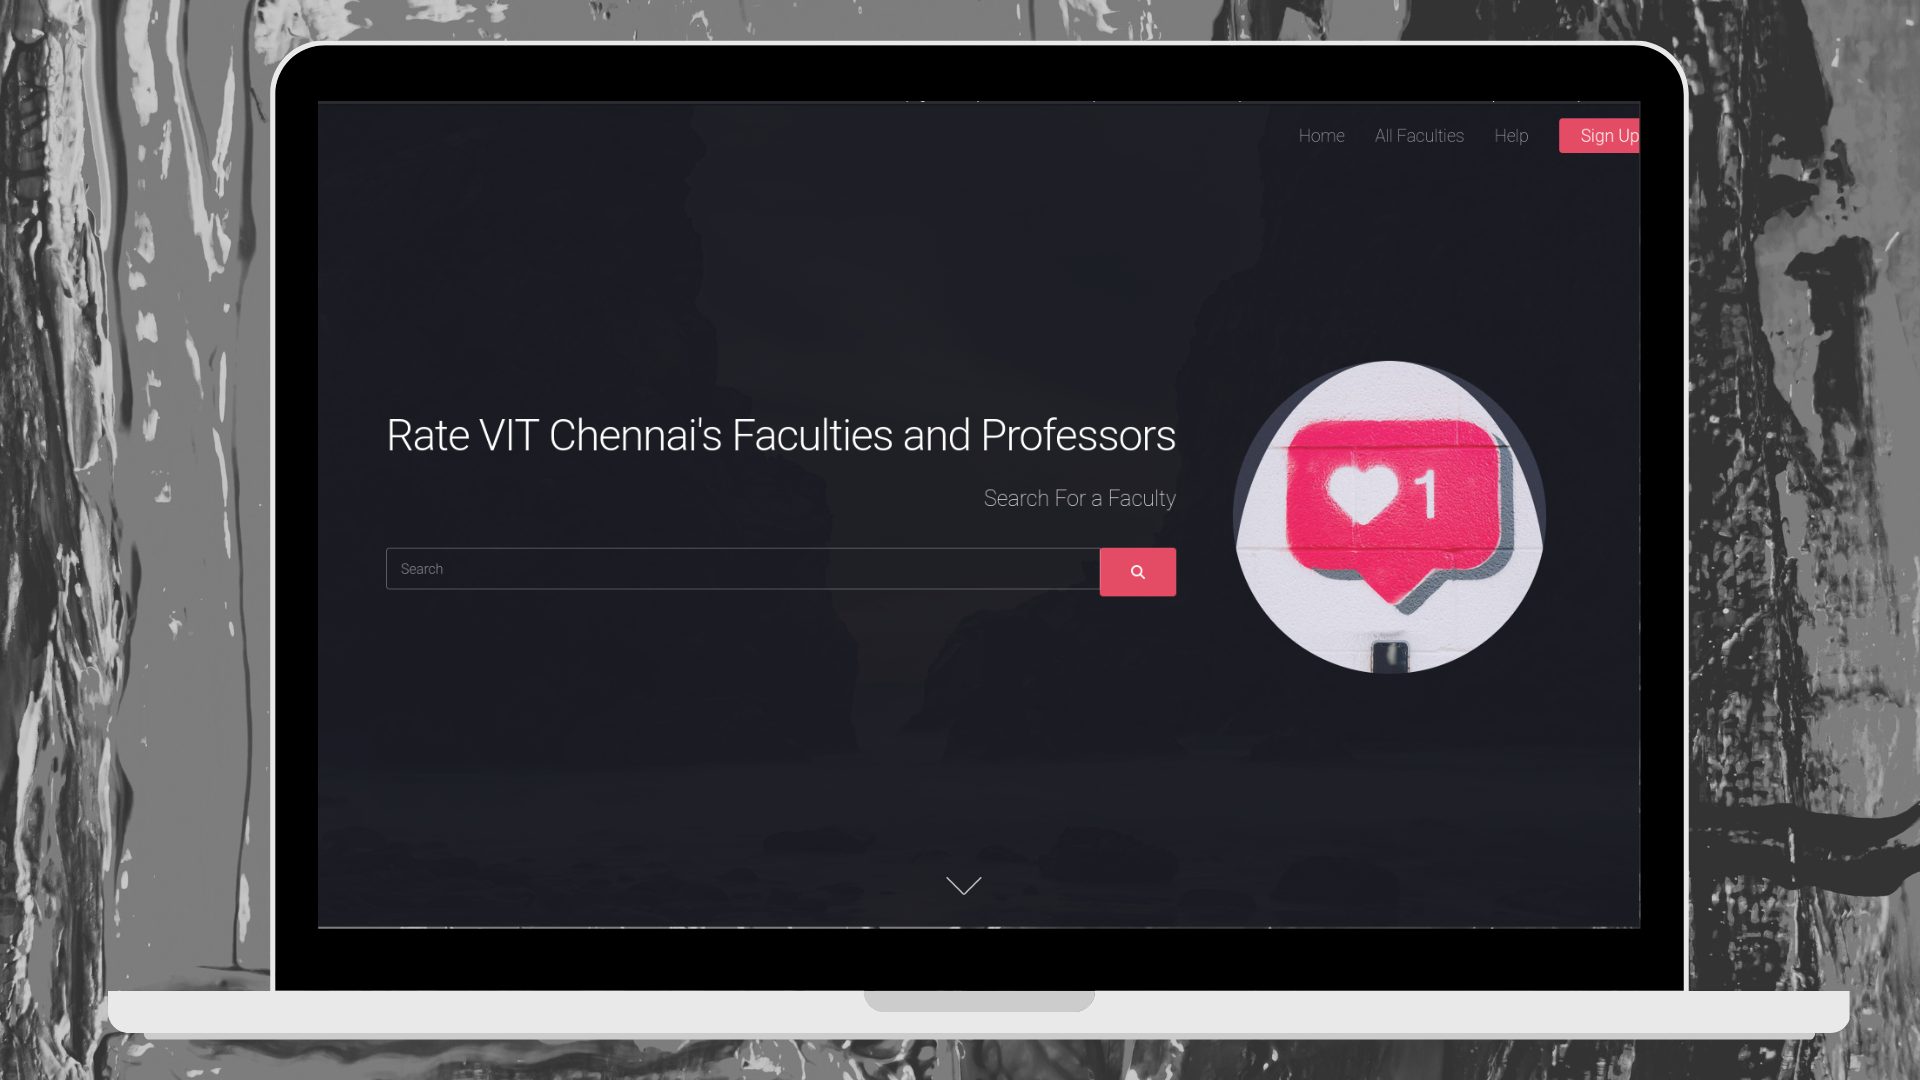 Home All Faculties Help Sign Up
Rate VIT Chennai's Faculties and Professors
Search For a Faculty
Search
1